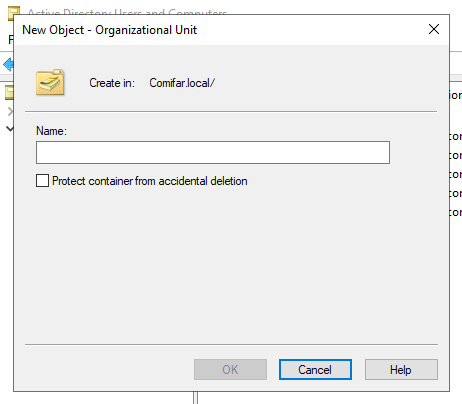 Active Directory Users and Computers
New Object - Organizational Unit
Create in: Comifar.local/
Name:
Protect container from accidental deletion
OK Cancel Help